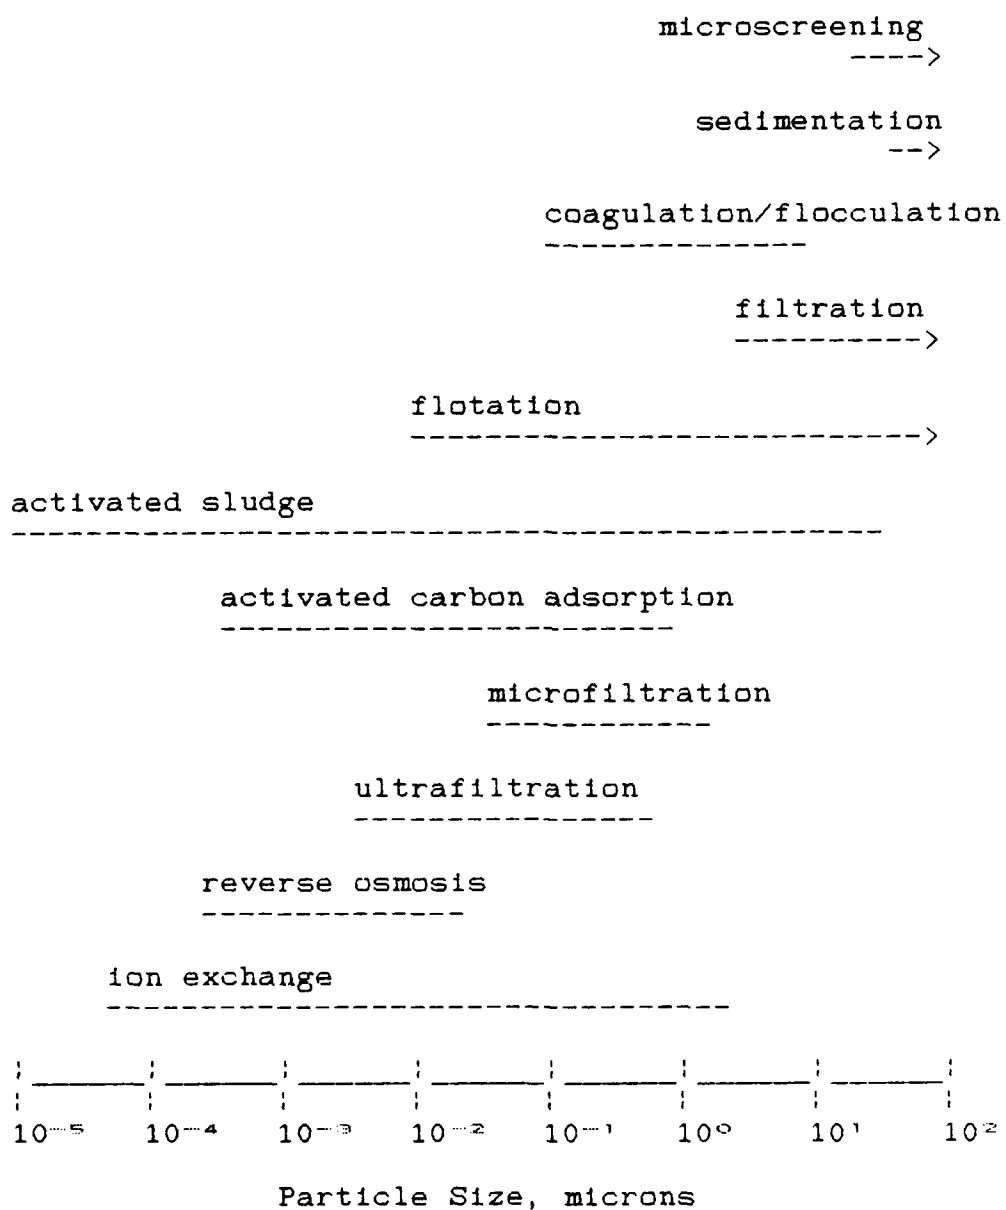 microscreening
---->
sedimentation
-->
coagulation/flocculation
--------------
filtration
---------->
flotation
--------------------------->
activated sludge
----------------------------------------------
activated carbon adsorption
------------------------
microfiltration
------------
ultrafiltration
----------------
reverse osmosis
--------------
ion exchange
---------------------------------
10⁻⁵ 10⁻⁴ 10⁻³ 10⁻² 10⁻¹ 10⁰ 10¹ 10²
Particle Size, microns